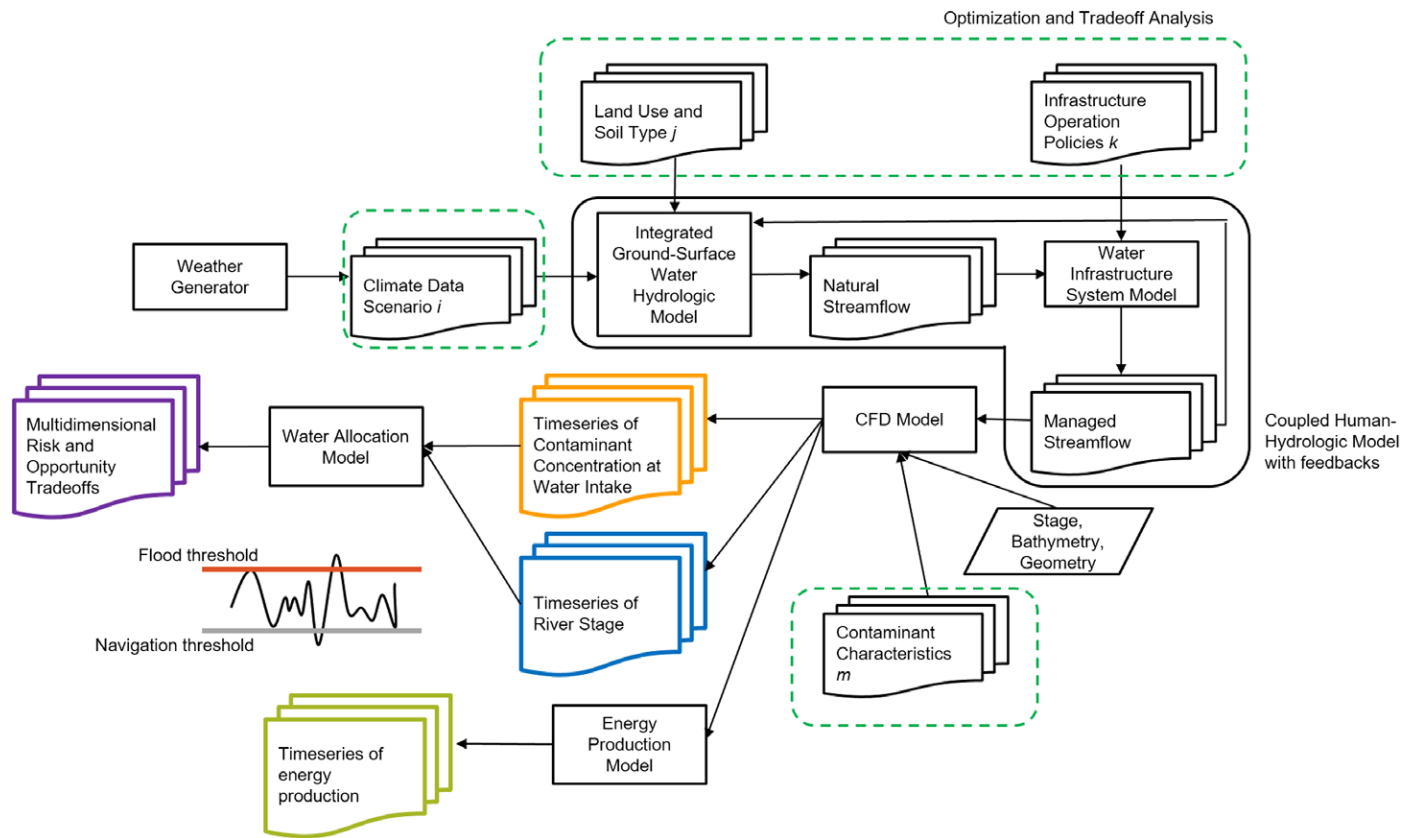 Optimization and Tradeoff Analysis
Land Use and
Soil Type j
Infrastructure
Operation
Policies k
Weather
Generator
Climate Data
Scenario i
Integrated
Ground-Surface
Water
Hydrologic
Model
Natural
Streamflow
Water
Infrastructure
System Model
Multidimensional
Risk and
Opportunity
Tradeoffs
Water Allocation
Model
Timeseries of
Contaminant
Concentration at
Water Intake
CFD Model
Managed
Streamflow
Coupled Human-
Hydrologic Model
with feedbacks
Stage,
Bathymetry,
Geometry
Flood threshold
Navigation threshold
Timeseries of
River Stage
Contaminant
Characteristics
m
Timeseries of
energy
production
Energy
Production
Model